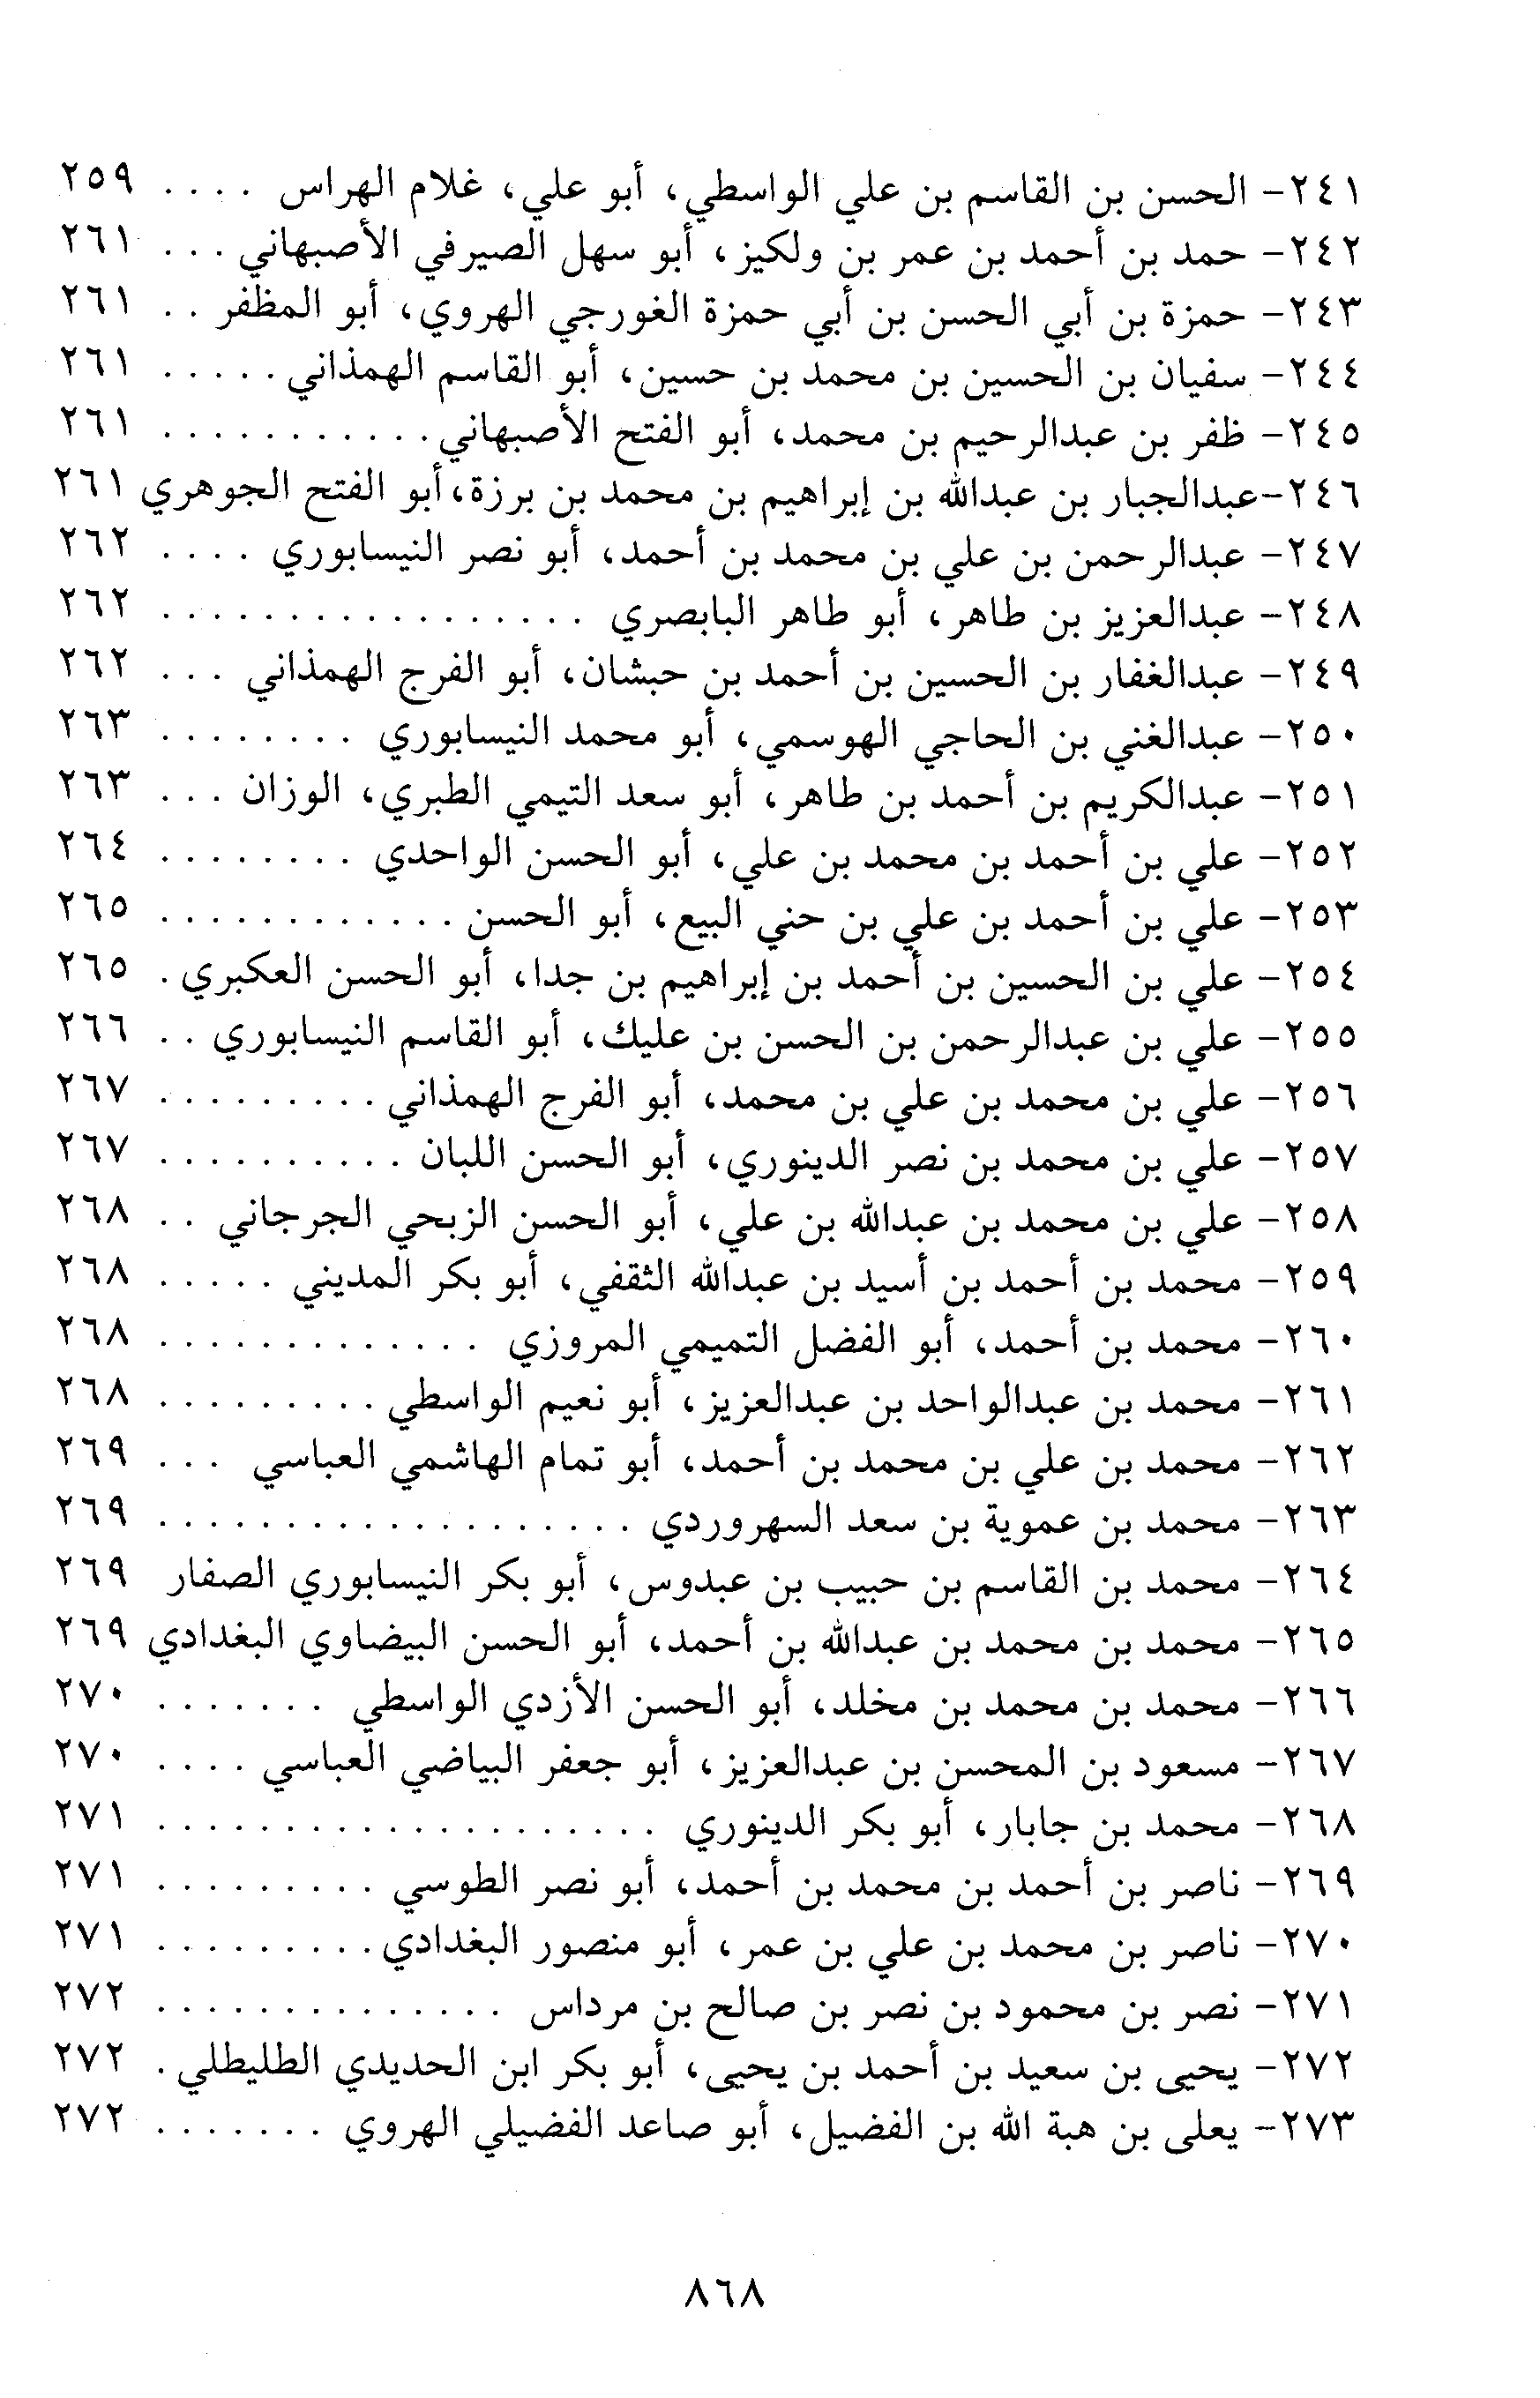 ٢٤١- الحسن بن القاسم بن علي الواسطي، أبو علي، غلام الهراس . . . . ٢٥٩
٢٤٢- حمد بن أحمد بن عمر بن ولكيز، أبو سهل الصيرفي الأصبهاني . . . ٢٦١
٢٤٣- حمزة بن أبي الحسن بن أبي حمزة الغورجي الهروي، أبو المظفر . . ٢٦١
٢٤٤- سفيان بن الحسين بن محمد بن حسين، أبو القاسم الهمذاني . . . . . ٢٦١
٢٤٥- ظفر بن عبدالرحيم بن محمد، أبو الفتح الأصبهاني . . . . . . . . . . . ٢٦١
٢٤٦-عبدالجبار بن عبدالله بن إبراهيم بن محمد بن برزة،أبو الفتح الجوهري ٢٦١
٢٤٧- عبدالرحمن بن علي بن محمد بن أحمد، أبو نصر النيسابوري . . . . ٢٦٢
٢٤٨- عبدالعزيز بن طاهر، أبو طاهر البابصري . . . . . . . . . . . . . . . . . ٢٦٢
٢٤٩- عبدالغفار بن الحسين بن أحمد بن حبشان، أبو الفرج الهمذاني . . . ٢٦٢
٢٥٠- عبدالغني بن الحاجي الهوسمي، أبو محمد النيسابوري . . . . . . . . ٢٦٣
٢٥١- عبدالكريم بن أحمد بن طاهر، أبو سعد التيمي الطبري، الوزان . . . ٢٦٣
٢٥٢- علي بن أحمد بن محمد بن علي، أبو الحسن الواحدي . . . . . . . . ٢٦٤
٢٥٣- علي بن أحمد بن علي بن حني البيع، أبو الحسن . . . . . . . . . . . . ٢٦٥
٢٥٤- علي بن الحسين بن أحمد بن إبراهيم بن جدا، أبو الحسن العكبري . ٢٦٥
٢٥٥- علي بن عبدالرحمن بن الحسن بن عليك، أبو القاسم النيسابوري . . ٢٦٦
٢٥٦- علي بن محمد بن علي بن محمد، أبو الفرج الهمذاني . . . . . . . . . ٢٦٧
٢٥٧- علي بن محمد بن نصر الدينوري، أبو الحسن اللبان . . . . . . . . . . ٢٦٧
٢٥٨- علي بن محمد بن عبدالله بن علي، أبو الحسن الزبحي الجرجاني . . ٢٦٨
٢٥٩- محمد بن أحمد بن أسيد بن عبدالله الثقفي، أبو بكر المديني . . . . . ٢٦٨
٢٦٠- محمد بن أحمد، أبو الفضل التميمي المروزي . . . . . . . . . . . . . ٢٦٨
٢٦١- محمد بن عبدالواحد بن عبدالعزيز، أبو نعيم الواسطي . . . . . . . . . ٢٦٨
٢٦٢- محمد بن علي بن محمد بن أحمد، أبو تمام الهاشمي العباسي . . . ٢٦٩
٢٦٣- محمد بن عموية بن سعد السهروردي . . . . . . . . . . . . . . . . . . . ٢٦٩
٢٦٤- محمد بن القاسم بن حبيب بن عبدوس، أبو بكر النيسابوري الصفار ٢٦٩
٢٦٥- محمد بن محمد بن عبدالله بن أحمد، أبو الحسن البيضاوي البغدادي ٢٦٩
٢٦٦- محمد بن محمد بن مخلد، أبو الحسن الأزدي الواسطي . . . . . . . ٢٧٠
٢٦٧- مسعود بن المحسن بن عبدالعزيز، أبو جعفر البياضي العباسي . . . . ٢٧٠
٢٦٨- محمد بن جابار، أبو بكر الدينوري . . . . . . . . . . . . . . . . . . . . ٢٧١
٢٦٩- ناصر بن أحمد بن محمد بن أحمد، أبو نصر الطوسي . . . . . . . . . ٢٧١
٢٧٠- ناصر بن محمد بن علي بن عمر، أبو منصور البغدادي . . . . . . . . . ٢٧١
٢٧١- نصر بن محمود بن نصر بن صالح بن مرداس . . . . . . . . . . . . . . ٢٧٢
٢٧٢- يحيى بن سعيد بن أحمد بن يحيى، أبو بكر ابن الحديدي الطليطلي . ٢٧٢
٢٧٣- يعلى بن هبة الله بن الفضيل، أبو صاعد الفضيلي الهروي . . . . . . . ٢٧٢
٨٦٨